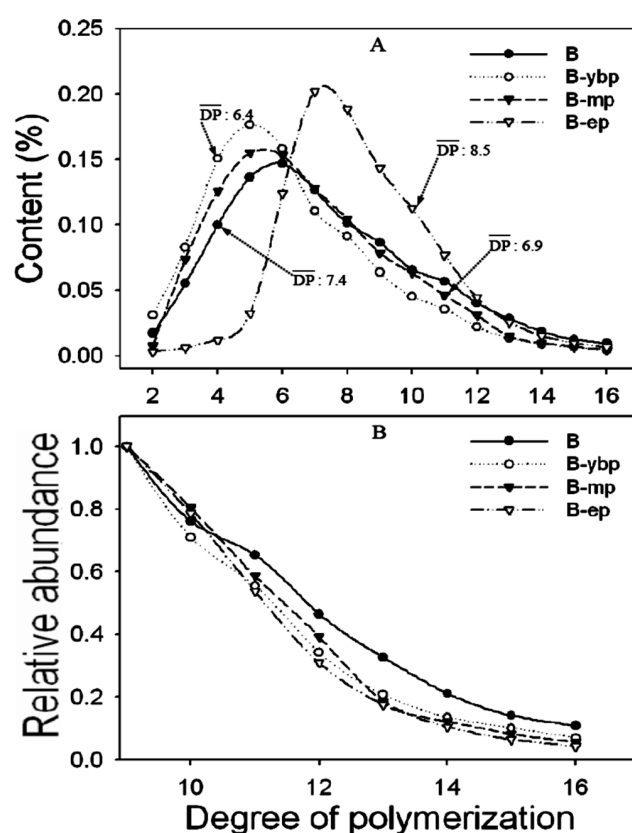 A
B
B-ybp
B-mp
B-ep
0.25
0.20
0.15
0.10
0.05
0.00
Content (%)
DP : 6.4
DP : 8.5
DP : 6.9
DP : 7.4
2 4 6 8 10 12 14 16
B
B
B-ybp
B-mp
B-ep
1.0
0.8
0.6
0.4
0.2
0.0
Relative abundance
10 12 14 16
Degree of polymerization